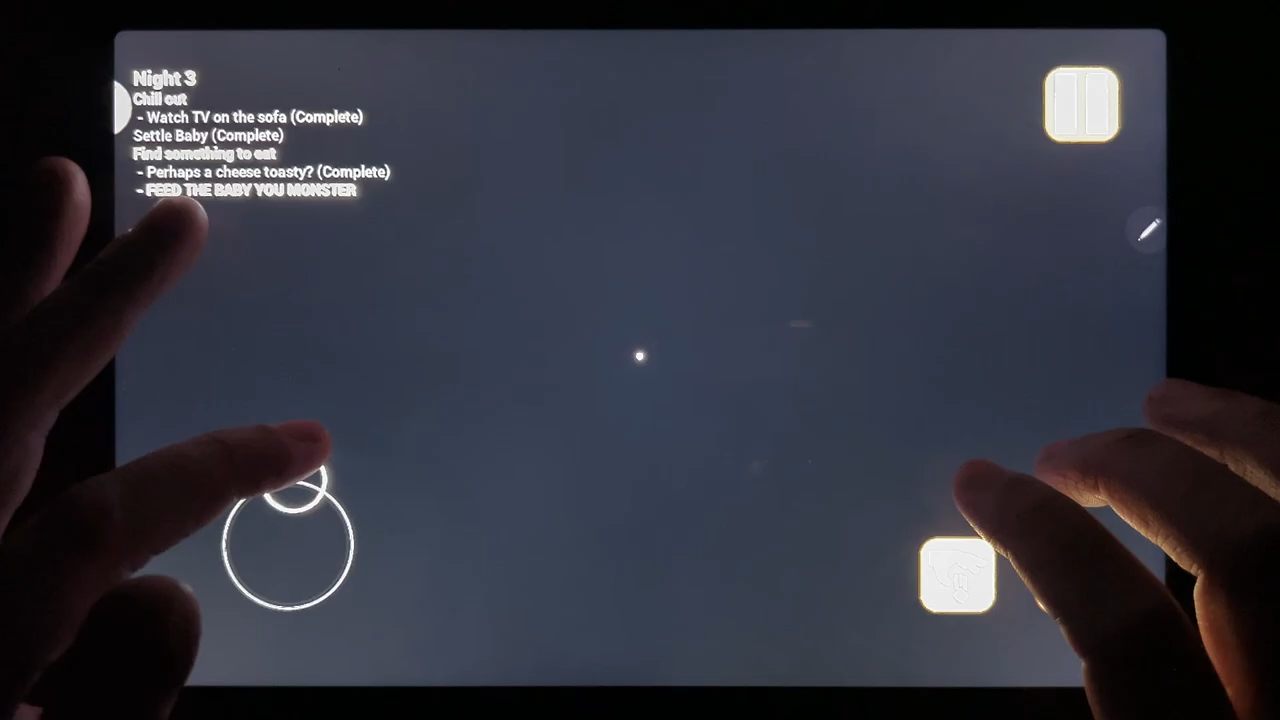 Night 3
Chill out
- Watch TV on the sofa (Complete)
Settle Baby (Complete)
Find something to eat
- Perhaps a cheese toasty? (Complete)
- FEED THE BABY YOU MONSTER